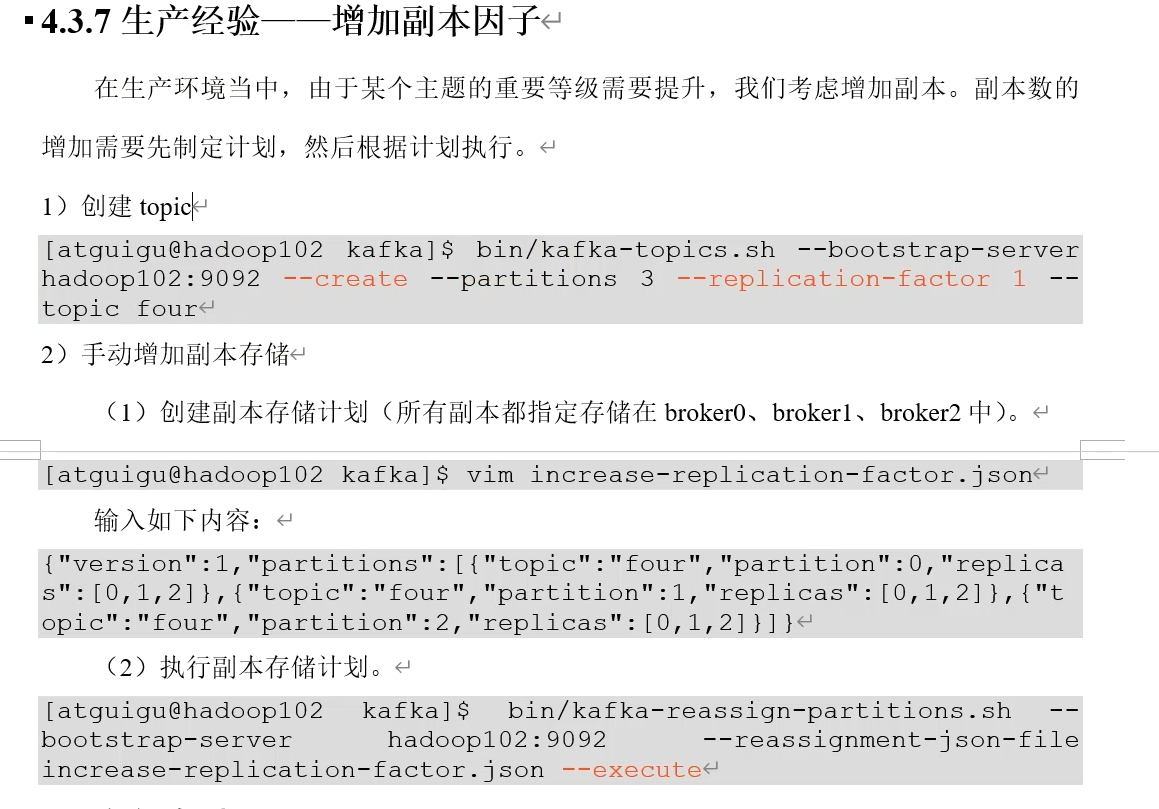 4.3.7 生产经验——增加副本因子
在生产环境当中，由于某个主题的重要等级需要提升，我们考虑增加副本。副本数的
增加需要先制定计划，然后根据计划执行。
1）创建 topic
[atguigu@hadoop102 kafka]$ bin/kafka-topics.sh --bootstrap-server
hadoop102:9092 --create --partitions 3 --replication-factor 1 --
topic four
2）手动增加副本存储
（1）创建副本存储计划（所有副本都指定存储在 broker0、broker1、broker2 中）。
[atguigu@hadoop102 kafka]$ vim increase-replication-factor.json
输入如下内容：
{"version":1,"partitions":[{"topic":"four","partition":0,"replica
s":[0,1,2]},{"topic":"four","partition":1,"replicas":[0,1,2]},{"t
opic":"four","partition":2,"replicas":[0,1,2]}]}
（2）执行副本存储计划。
[atguigu@hadoop102 kafka]$ bin/kafka-reassign-partitions.sh --
bootstrap-server hadoop102:9092 --reassignment-json-file
increase-replication-factor.json --execute